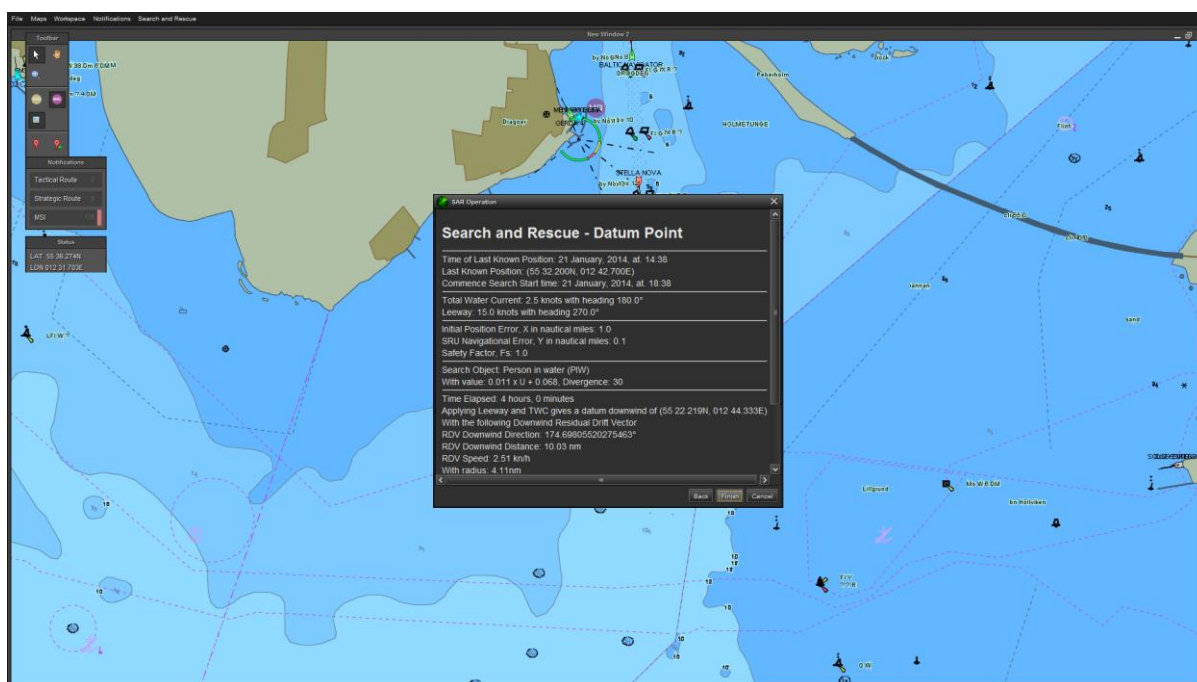 File Maps Workspace Notifications Search and Rescue
New Window 2
Toolbar
Notifications
Tactical Route
Strategic Route
MSI
Status
LAT 55 36.274N
LON 012 31.703E
BALTIC NAVIGATOR
Dragoer
STELLA NOVA
HOLMETUNGE
Peberholm
Flint
SAR Operation
Search and Rescue - Datum Point
Time of Last Known Position: 21 January, 2014, at. 14:38
Last Known Position: (55 32.200N, 012 42.700E)
Commence Search Start time: 21 January, 2014, at. 18:38
Total Water Current: 2.5 knots with heading 180.0°
Leeway: 15.0 knots with heading 270.0°
Initial Position Error, X in nautical miles: 1.0
SRU Navigational Error, Y in nautical miles: 0.1
Safety Factor, Fs: 1.0
Search Object: Person in water (PIW)
With value: 0.011 x U + 0.068, Divergence: 30
Time Elapsed: 4 hours, 0 minutes
Applying Leeway and TWC gives a datum downwind of (55 22.219N, 012 44.333E)
With the following Downwind Residual Drift Vector
RDV Downwind Direction: 174.69805520275463°
RDV Downwind Distance: 10.03 nm
RDV Speed: 2.51 kn/h
With radius: 4.11nm
Back Finish Cancel
rännan
sand
Lillgrund